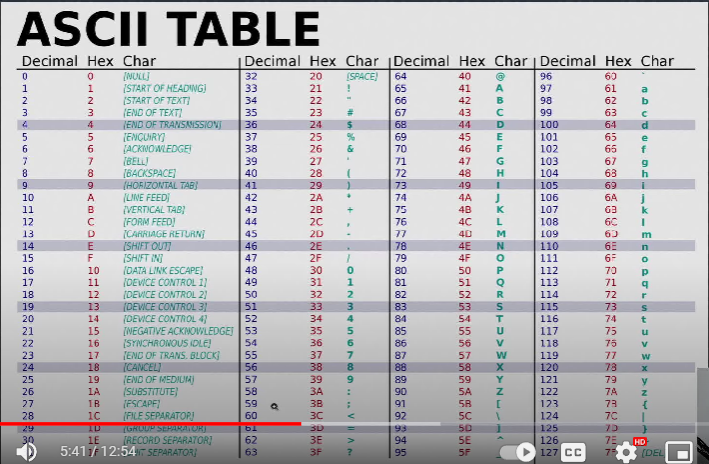 ASCII TABLE
Decimal Hex Char Decimal Hex Char Decimal Hex Char Decimal Hex Char
0 0 [NULL] 32 20 [SPACE] 64 40 @ 96 60 `
1 1 [START OF HEADING] 33 21 ! 65 41 A 97 61 a
2 2 [START OF TEXT] 34 22 " 66 42 B 98 62 b
3 3 [END OF TEXT] 35 23 # 67 43 C 99 63 c
4 4 [END OF TRANSMISSION] 36 24 $ 68 44 D 100 64 d
5 5 [ENQUIRY] 37 25 % 69 45 E 101 65 e
6 6 [ACKNOWLEDGE] 38 26 & 70 46 F 102 66 f
7 7 [BELL] 39 27 ' 71 47 G 103 67 g
8 8 [BACKSPACE] 40 28 ( 72 48 H 104 68 h
9 9 [HORIZONTAL TAB] 41 29 ) 73 49 I 105 69 i
10 A [LINE FEED] 42 2A * 74 4A J 106 6A j
11 B [VERTICAL TAB] 43 2B + 75 4B K 107 6B k
12 C [FORM FEED] 44 2C , 76 4C L 108 6C l
13 D [CARRIAGE RETURN] 45 2D - 77 4D M 109 6D m
14 E [SHIFT OUT] 46 2E . 78 4E N 110 6E n
15 F [SHIFT IN] 47 2F / 79 4F O 111 6F o
16 10 [DATA LINK ESCAPE] 48 30 0 80 50 P 112 70 p
17 11 [DEVICE CONTROL 1] 49 31 1 81 51 Q 113 71 q
18 12 [DEVICE CONTROL 2] 50 32 2 82 52 R 114 72 r
19 13 [DEVICE CONTROL 3] 51 33 3 83 53 S 115 73 s
20 14 [DEVICE CONTROL 4] 52 34 4 84 54 T 116 74 t
21 15 [NEGATIVE ACKNOWLEDGE] 53 35 5 85 55 U 117 75 u
22 16 [SYNCHRONOUS IDLE] 54 36 6 86 56 V 118 76 v
23 17 [END OF TRANS. BLOCK] 55 37 7 87 57 W 119 77 w
24 18 [CANCEL] 56 38 8 88 58 X 120 78 x
25 19 [END OF MEDIUM] 57 39 9 89 59 Y 121 79 y
26 1A [SUBSTITUTE] 58 3A : 90 5A Z 122 7A z
27 1B [ESCAPE] 59 3B ; 91 5B [ 123 7B {
28 1C [FILE SEPARATOR] 60 3C < 92 5C \ 124 7C |
29 1D [GROUP SEPARATOR] 61 3D = 93 5D ] 125
30 1E [RECORD SEPARATOR] 62 3E > 94 5E ^ 126
63 3F ? 95 5F 127
5:41 / 12:54
CC
HD